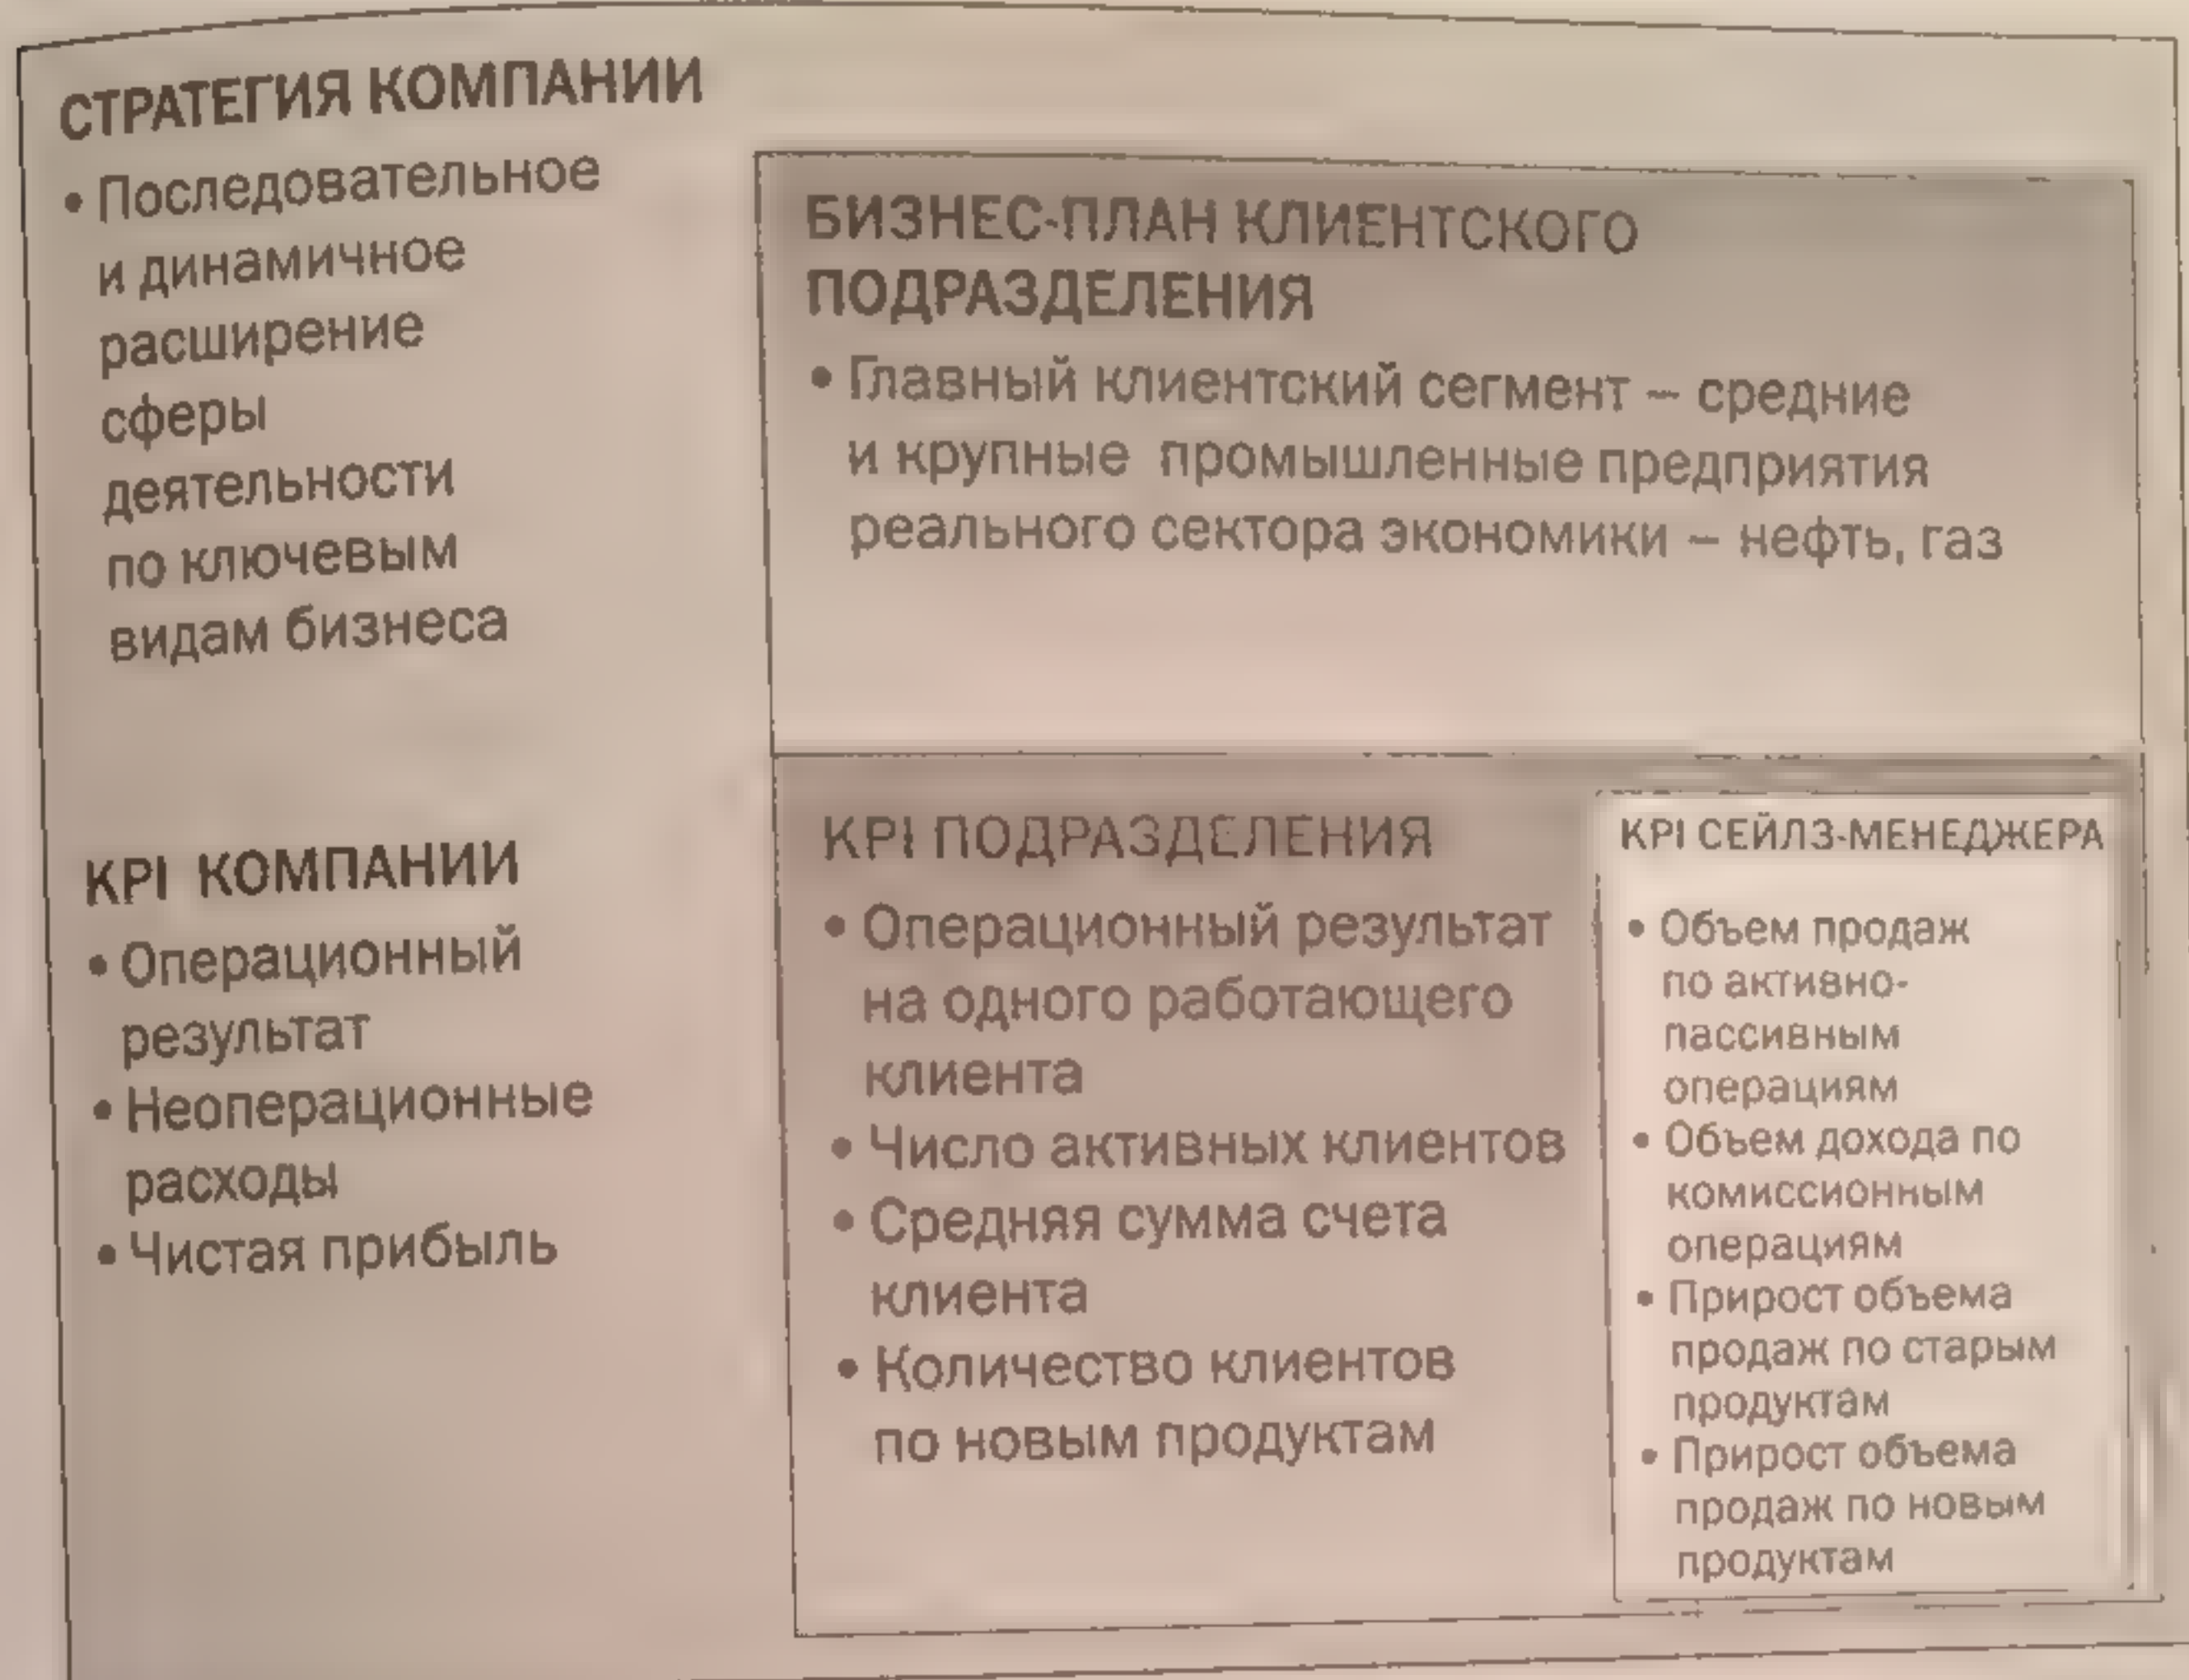 СТРАТЕГИЯ КОМПАНИИ
• Последовательное
и динамичное
расширение
сферы
деятельности
по ключевым
видам бизнеса
KPI КОМПАНИИ
• Операционный
результат
• Неоперационные
расходы
• Чистая прибыль
БИЗНЕС-ПЛАН КЛИЕНТСКОГО
ПОДРАЗДЕЛЕНИЯ
• Главный клиентский сегмент – средние
и крупные промышленные предприятия
реального сектора экономики – нефть, газ
KPI ПОДРАЗДЕЛЕНИЯ
• Операционный результат
на одного работающего
клиента
• Число активных клиентов
• Средняя сумма счета
клиента
• Количество клиентов
по новым продуктам
KPI СЕЙЛЗ-МЕНЕДЖЕРА
• Объем продаж
по активно-
пассивным
операциям
• Объем дохода по
комиссионным
операциям
• Прирост объема
продаж по старым
продуктам
• Прирост объема
продаж по новым
продуктам